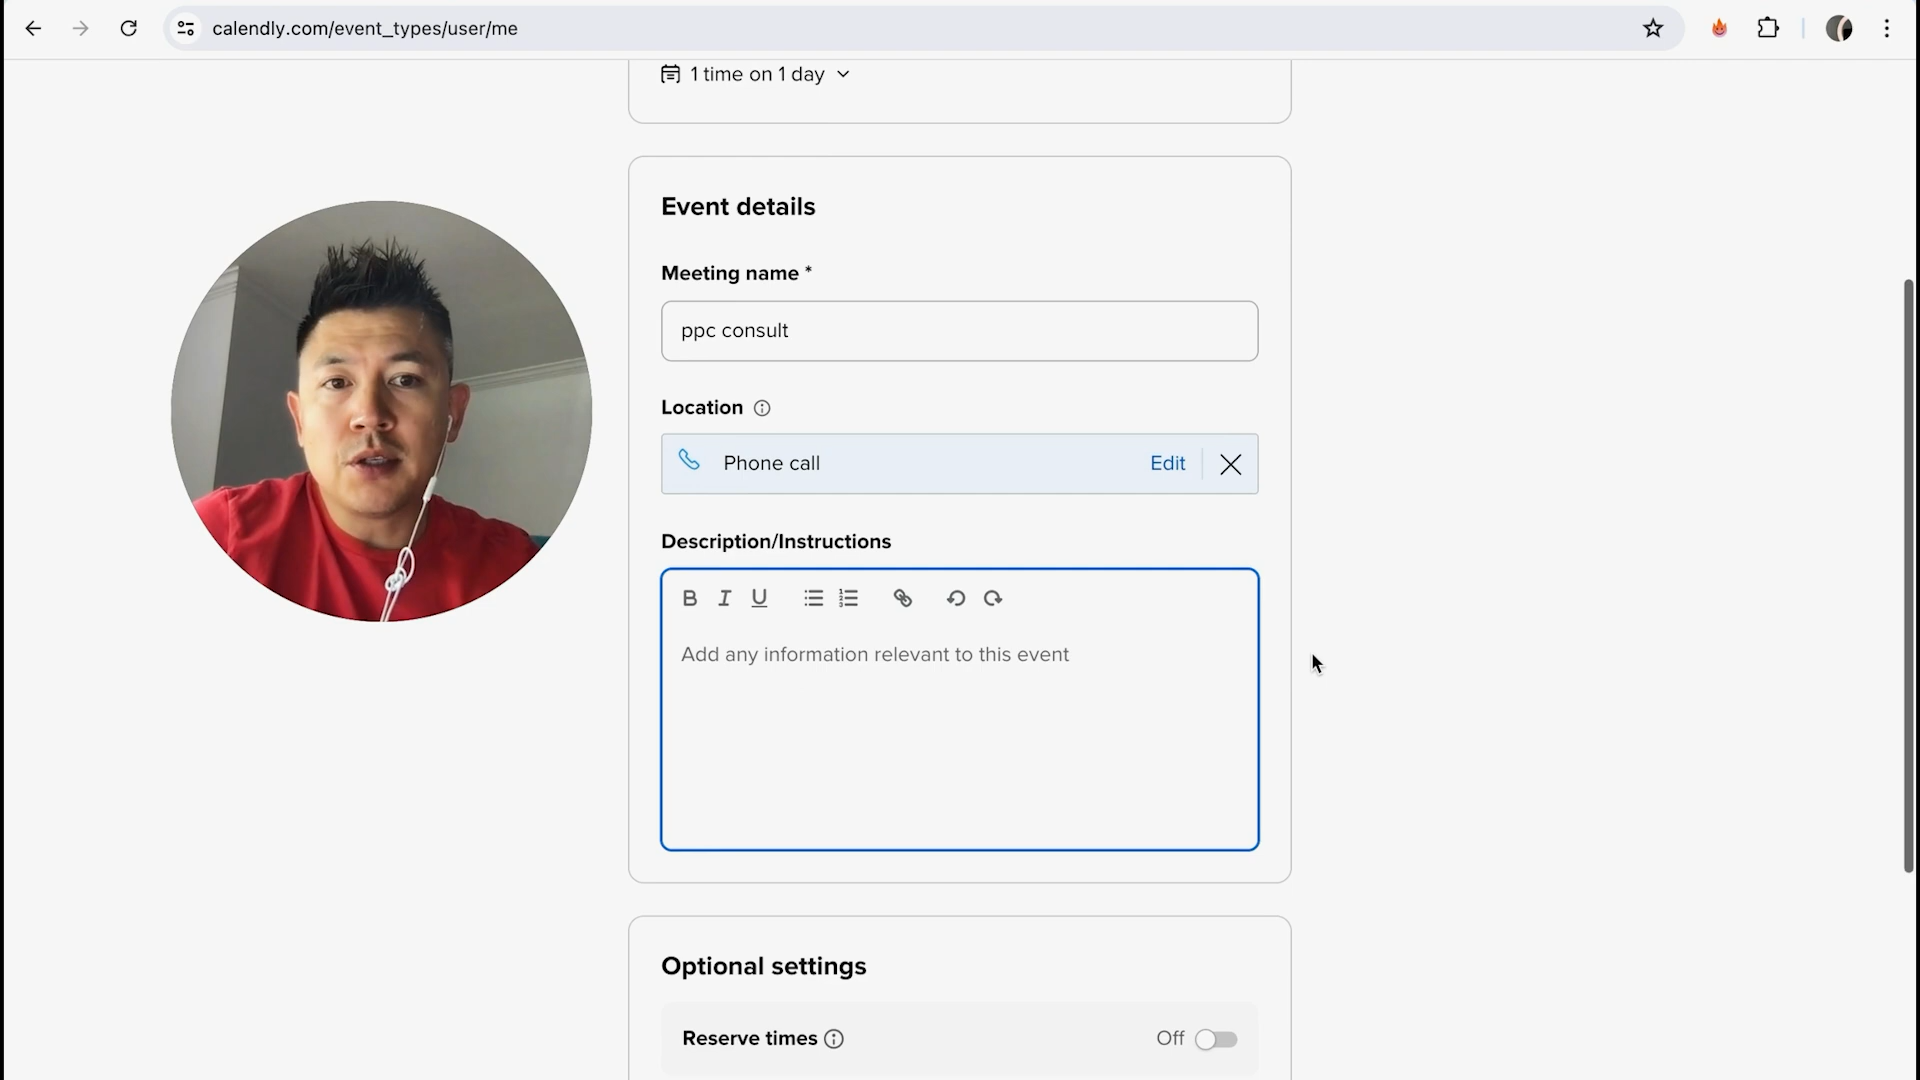 calendly.com/event_types/user/me
1 time on 1 day
Event details
Meeting name *
ppc consult
Location
Phone call Edit
Description/Instructions
B I U
Add any information relevant to this event
Optional settings
Reserve times Off